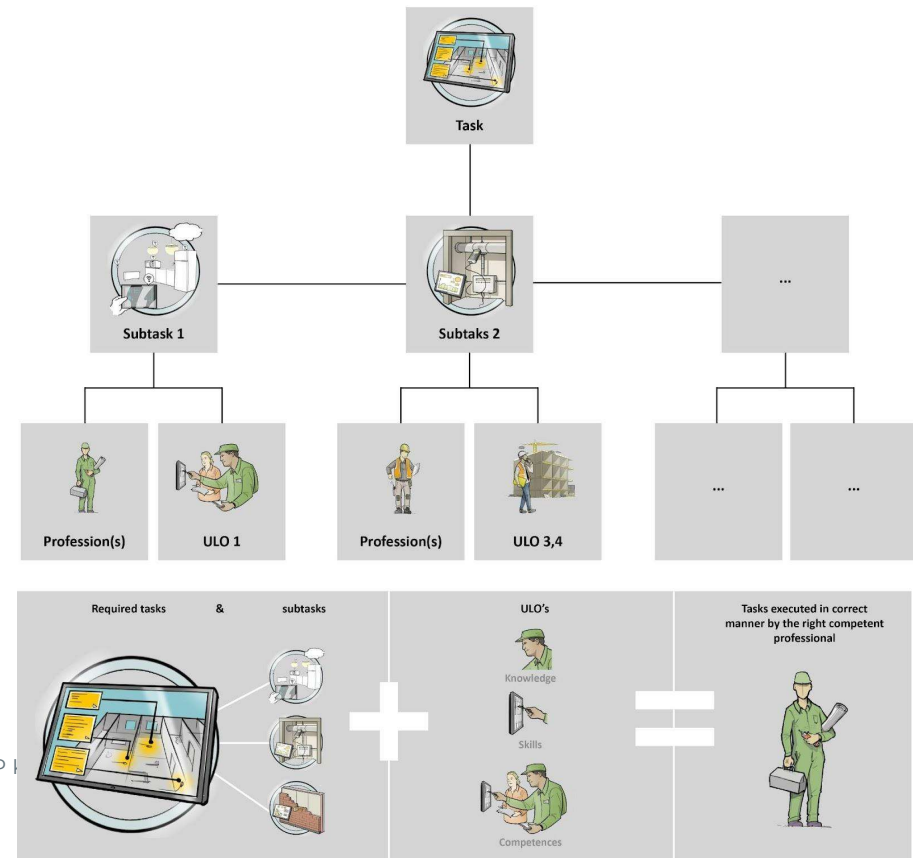 Task
Subtask 1
Subtaks 2
...
Profession(s)
ULO 1
Profession(s)
ULO 3,4
...
...
Required tasks & subtasks
ULO's
Tasks executed in correct
manner by the right competent
professional
Knowledge
Skills
Competences